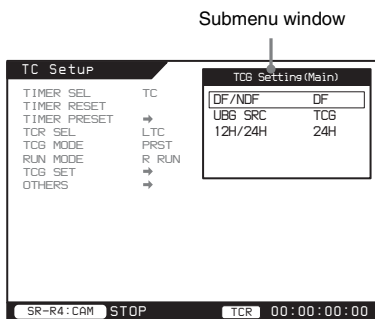 Submenu window
TC Setup
TIMER SEL TC
TIMER RESET
TIMER PRESET ➔
TCR SEL LTC
TCG MODE PRST
RUN MODE R RUN
TCG SET ➔
OTHERS ➔
TCG Setting(Main)
DF/NDF DF
UBG SRC TCG
12H/24H 24H
SR-R4:CAM STOP TCR 00:00:00:00